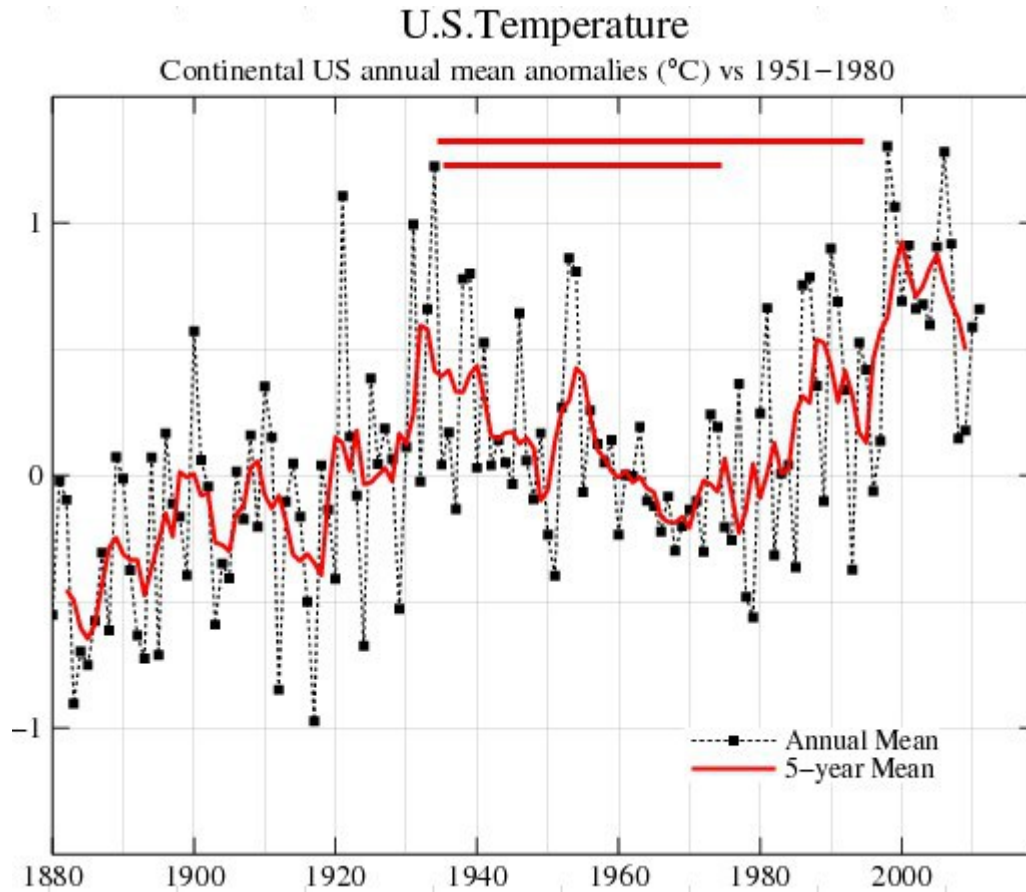 U.S.Temperature
Continental US annual mean anomalies (°C) vs 1951−1980
1
0
−1
Annual Mean
5−year Mean
1880 1900 1920 1940 1960 1980 2000